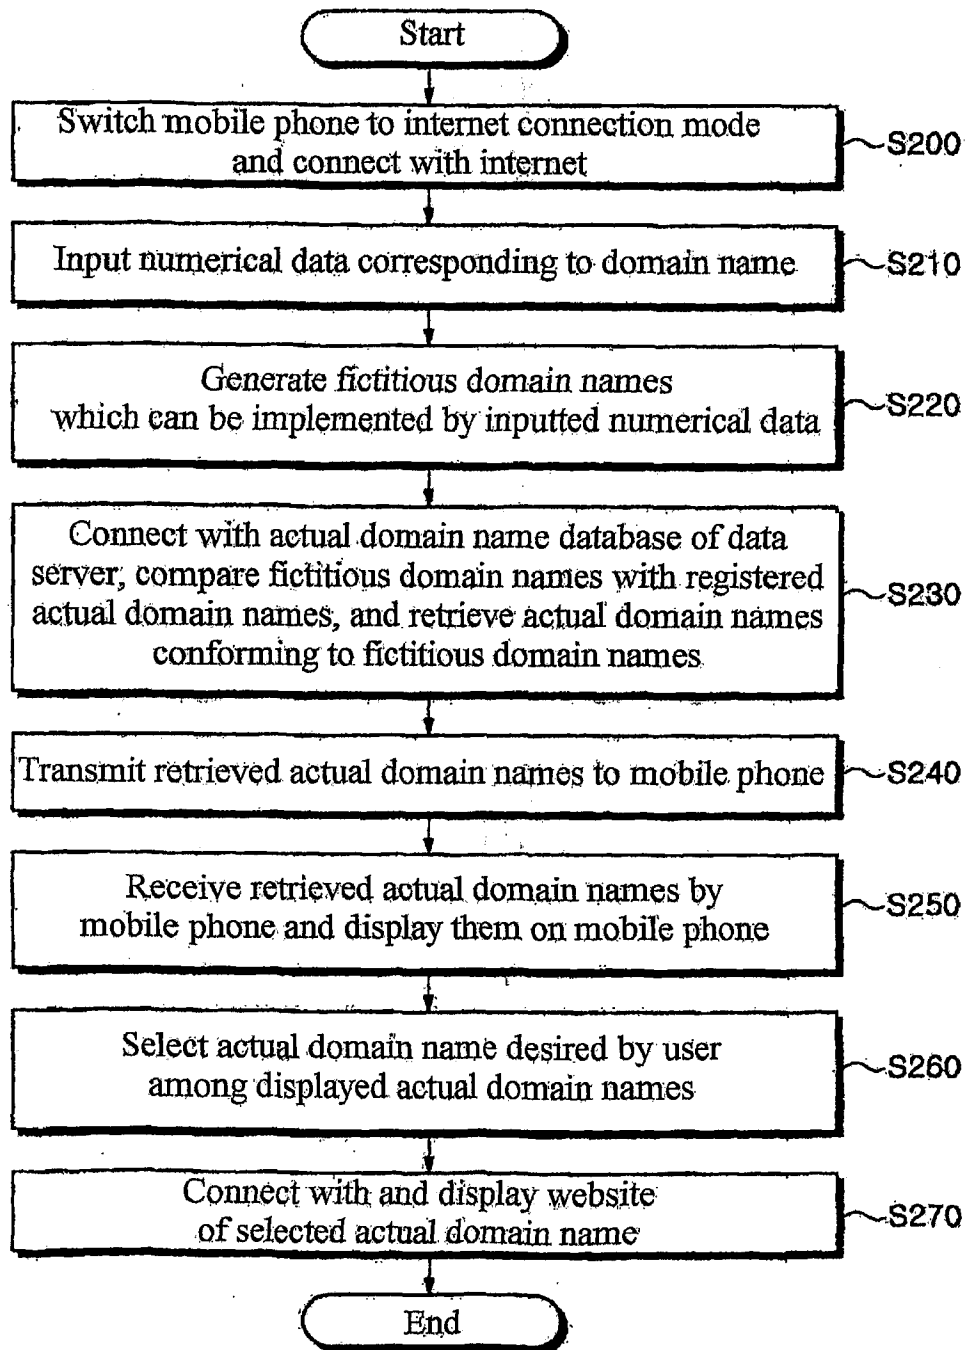 Start
Switch mobile phone to internet connection mode
and connect with internet
S200
Input numerical data corresponding to domain name
S210
Generate fictitious domain names
which can be implemented by inputted numerical data
S220
Connect with actual domain name database of data
server, compare fictitious domain names with registered
actual domain names, and retrieve actual domain names
conforming to fictitious domain names
S230
Transmit retrieved actual domain names to mobile phone
S240
Receive retrieved actual domain names by
mobile phone and display them on mobile phone
S250
Select actual domain name desired by user
among displayed actual domain names
S260
Connect with and display website
of selected actual domain name
S270
End